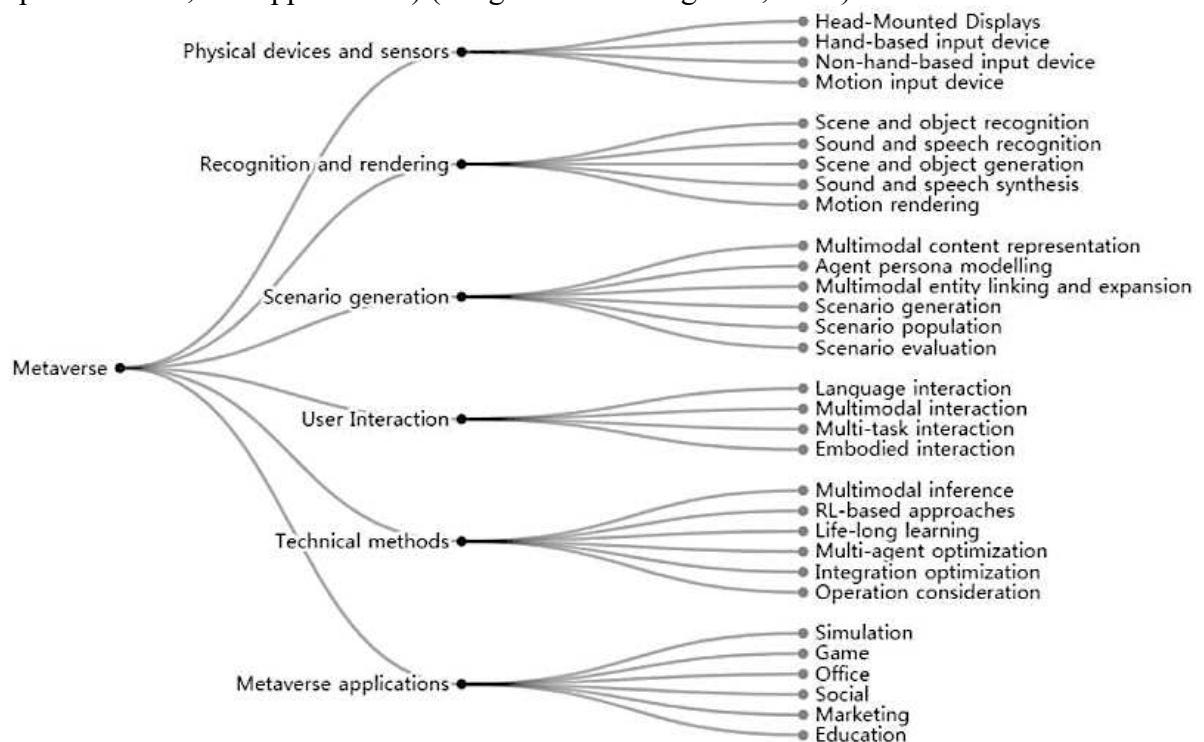 Head-Mounted Displays
Physical devices and sensors
Hand-based input device
Non-hand-based input device
Motion input device
Scene and object recognition
Sound and speech recognition
Recognition and rendering
Scene and object generation
Sound and speech synthesis
Motion rendering
Multimodal content representation
Agent persona modelling
Multimodal entity linking and expansion
Scenario generation
Scenario generation
Scenario population
Scenario evaluation
Metaverse
Language interaction
Multimodal interaction
User Interaction
Multi-task interaction
Embodied interaction
Multimodal inference
RL-based approaches
Life-long learning
Technical methods
Multi-agent optimization
Integration optimization
Operation consideration
Simulation
Game
Office
Metaverse applications
Social
Marketing
Education